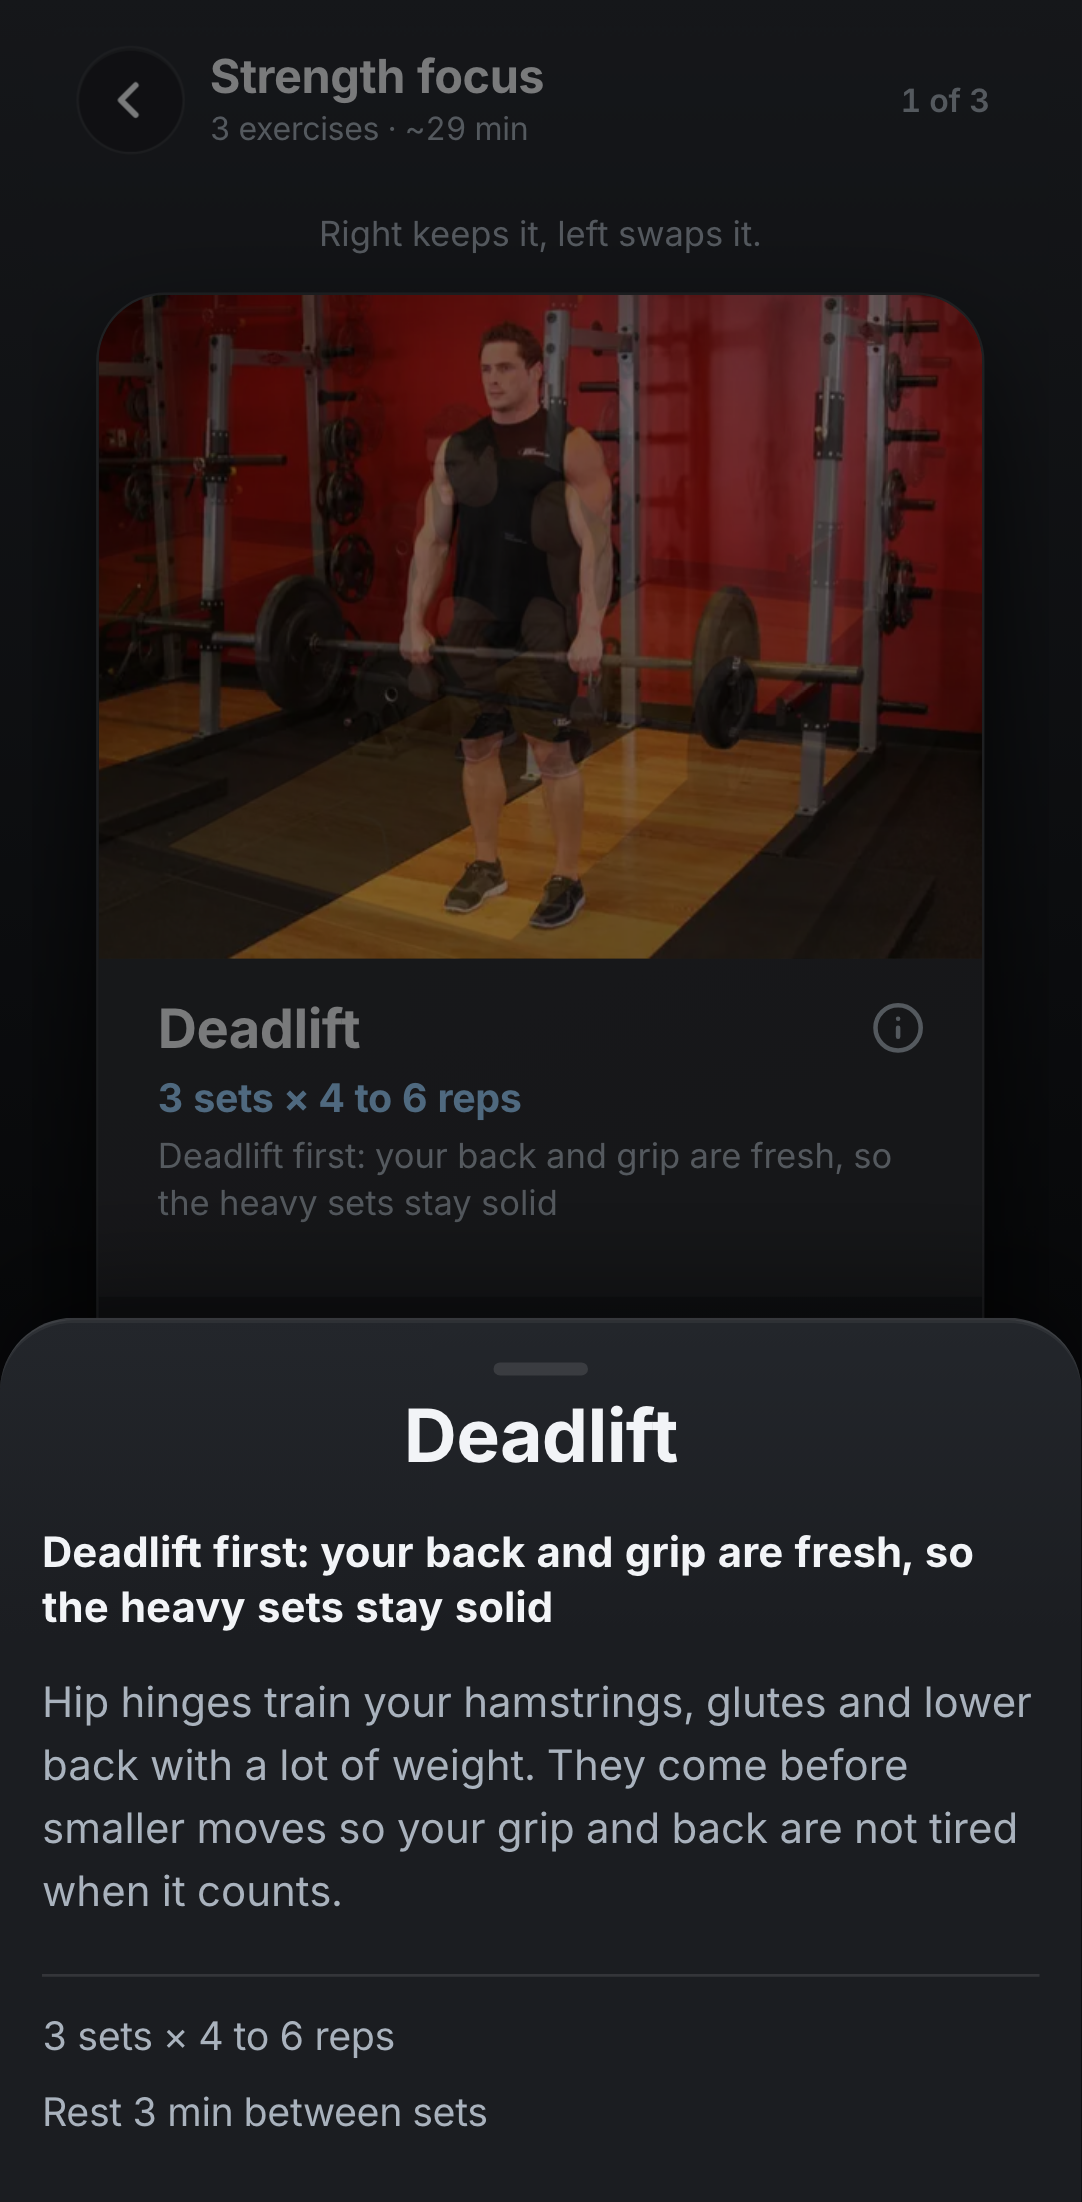 Strength focus
3 exercises · ~29 min
1 of 3
Right keeps it, left swaps it.
Deadlift
3 sets × 4 to 6 reps
Deadlift first: your back and grip are fresh, so
the heavy sets stay solid
Deadlift
Deadlift first: your back and grip are fresh, so
the heavy sets stay solid
Hip hinges train your hamstrings, glutes and lower
back with a lot of weight. They come before
smaller moves so your grip and back are not tired
when it counts.
3 sets × 4 to 6 reps
Rest 3 min between sets